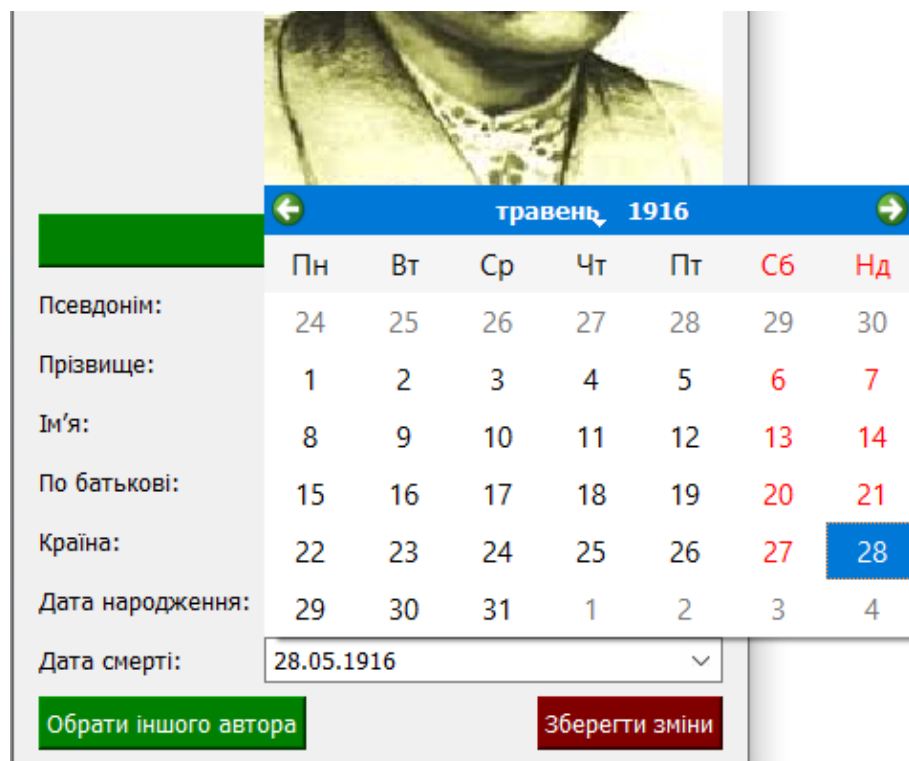 травень 1916
Пн Вт Ср Чт Пт Сб Нд
24 25 26 27 28 29 30
1 2 3 4 5 6 7
8 9 10 11 12 13 14
15 16 17 18 19 20 21
22 23 24 25 26 27 28
29 30 31 1 2 3 4
Псевдонім:
Прізвище:
Ім'я:
По батькові:
Країна:
Дата народження:
Дата смерті: 28.05.1916
Обрати іншого автора Зберегти зміни